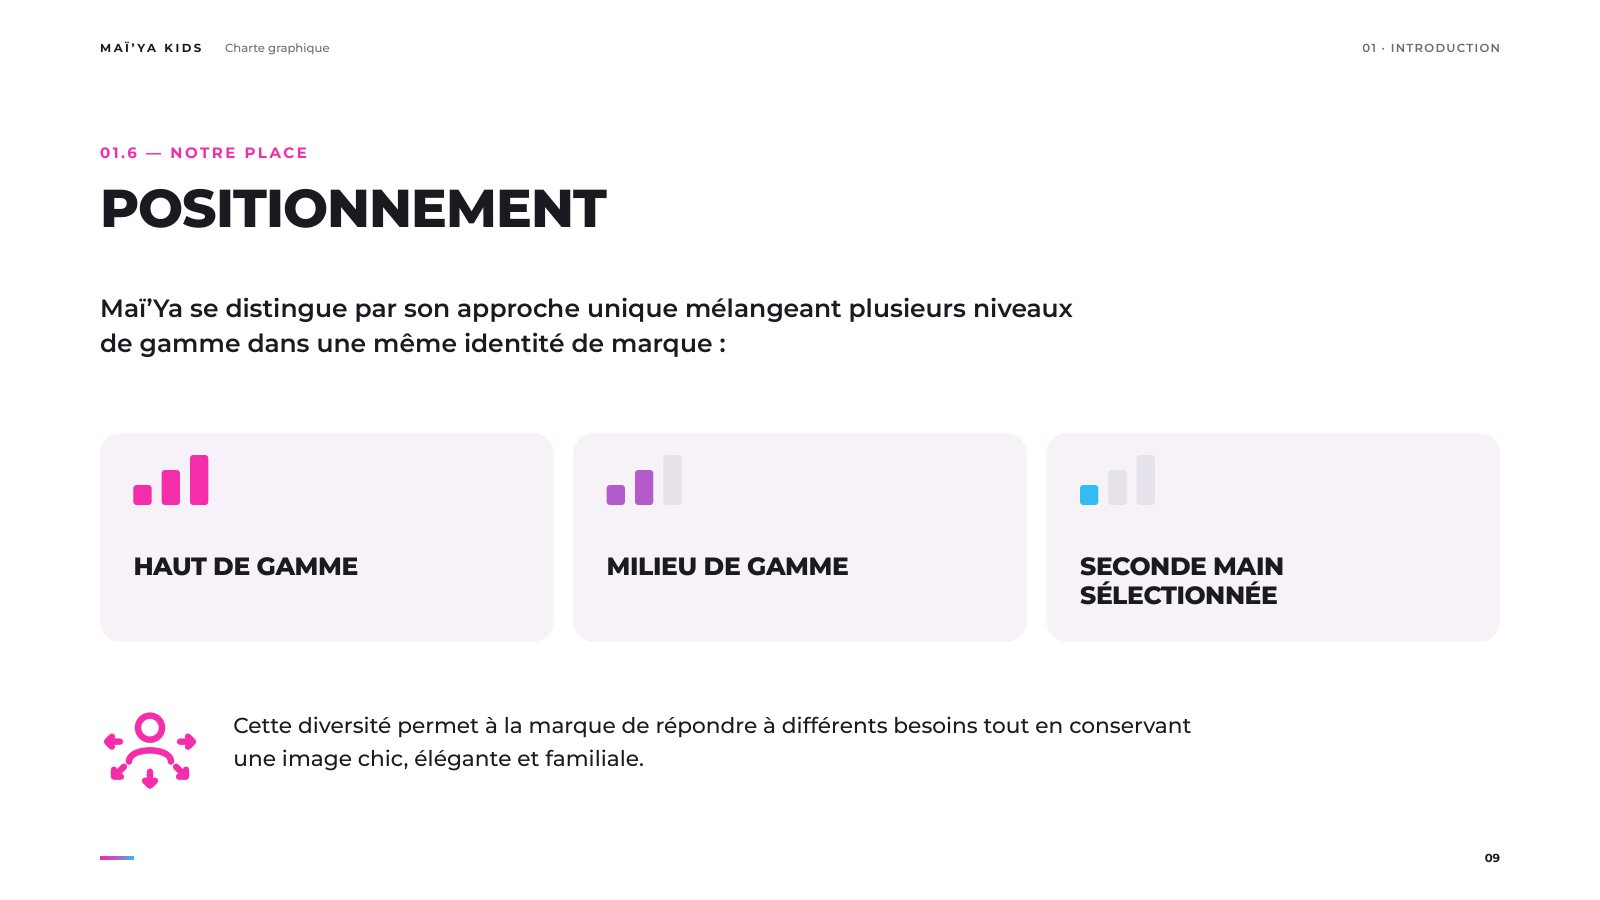 MAÏ’YA KIDS Charte graphique
01 · INTRODUCTION
01.6 — NOTRE PLACE
POSITIONNEMENT
Maï’Ya se distingue par son approche unique mélangeant plusieurs niveaux
de gamme dans une même identité de marque :
HAUT DE GAMME
MILIEU DE GAMME
SECONDE MAIN
SÉLECTIONNÉE
Cette diversité permet à la marque de répondre à différents besoins tout en conservant
une image chic, élégante et familiale.
09